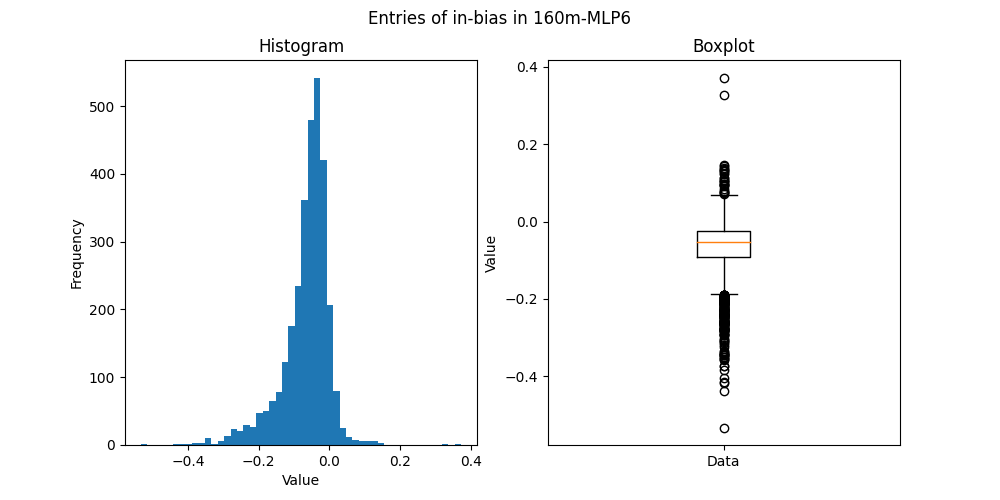 Entries of in-bias in 160m-MLP6
Histogram
Frequency
500
400
300
200
100
0
−0.4
−0.2
0.0
0.2
0.4
Value
Boxplot
Value
0.4
0.2
0.0
−0.2
−0.4
Data